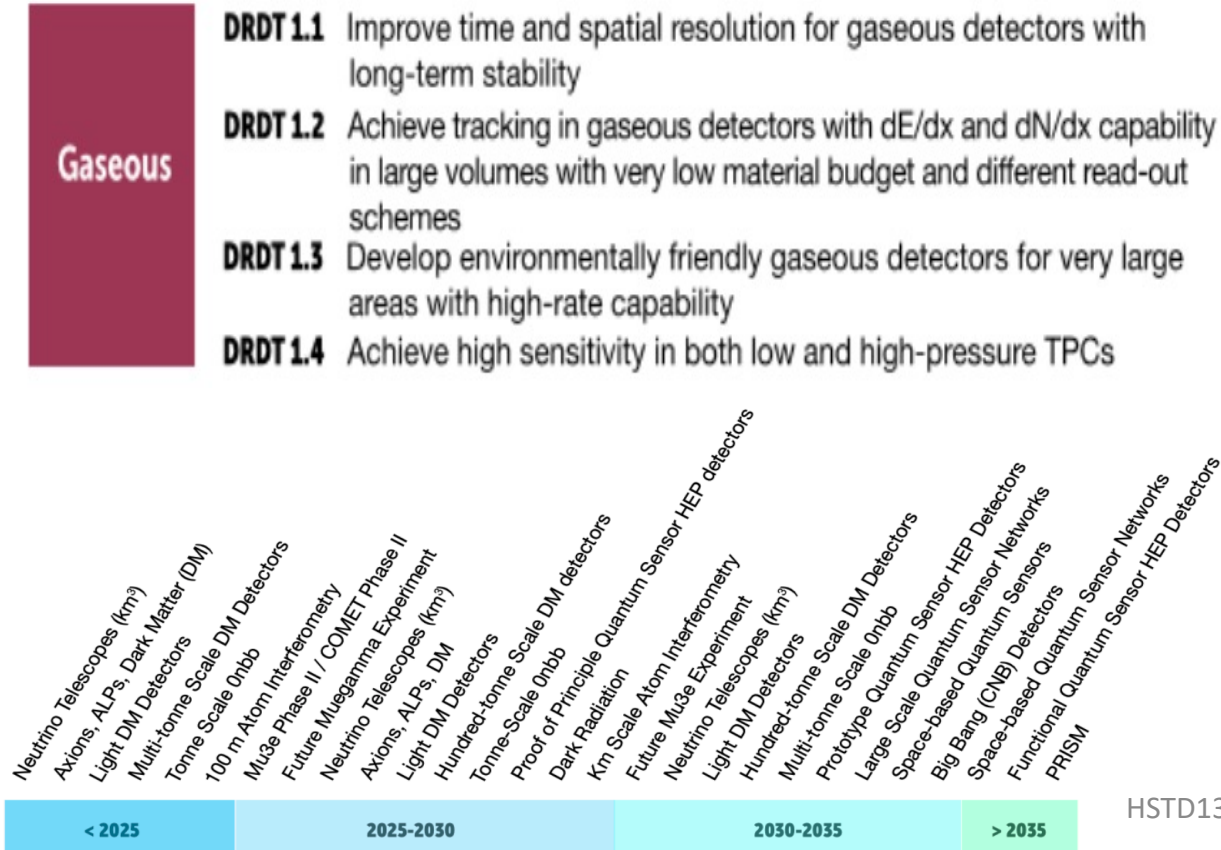 Gaseous
DRDT 1.1 Improve time and spatial resolution for gaseous detectors with
long-term stability
DRDT 1.2 Achieve tracking in gaseous detectors with dE/dx and dN/dx capability
in large volumes with very low material budget and different read-out
schemes
DRDT 1.3 Develop environmentally friendly gaseous detectors for very large
areas with high-rate capability
DRDT 1.4 Achieve high sensitivity in both low and high-pressure TPCs
Neutrino Telescopes (km³)
Axions, ALPs, Dark Matter (DM)
Light DM Detectors
Multi-tonne Scale DM Detectors
Tonne Scale 0nbb
100 m Atom Interferometry
Mu3e Phase II / COMET Phase II
Future Muegamma Experiment
Neutrino Telescopes (km³)
Axions, ALPs, DM
Light DM Detectors
Hundred-tonne Scale DM detectors
Tonne-Scale 0nbb
Proof of Principle Quantum Sensor HEP detectors
Dark Radiation
Km Scale Atom Interferometry
Future Mu3e Experiment
Neutrino Telescopes (km³)
Light DM Detectors
Hundred-tonne Scale DM Detectors
Multi-tonne Scale 0nbb
Prototype Quantum Sensor HEP Detectors
Large Scale Quantum Sensor Networks
Space-based Quantum Sensors
Big Bang (CNB) Detectors
Space-based Quantum Sensor Networks
Functional Quantum Sensor HEP Detectors
PRISM
< 2025
2025-2030
2030-2035
> 2035
HSTD13